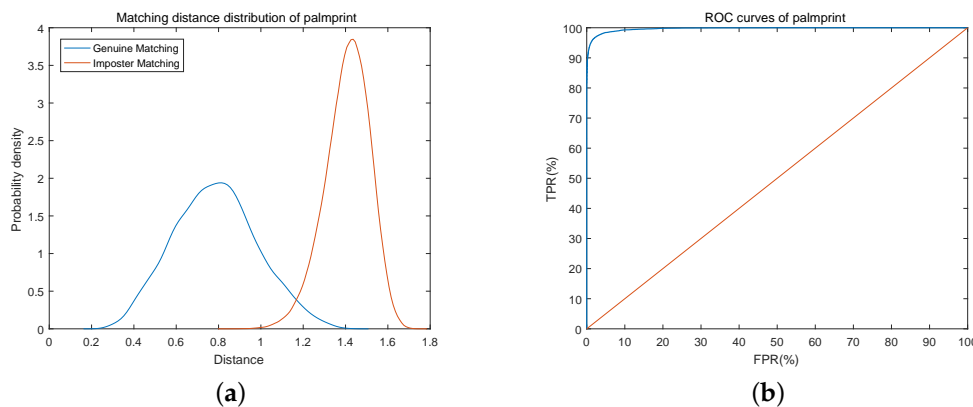 Matching distance distribution of palmprint
4
3.5
3
2.5
2
1.5
1
0.5
0
Probability density
Genuine Matching
Imposter Matching
0 0.2 0.4 0.6 0.8 1 1.2 1.4 1.6 1.8
Distance
(a)
ROC curves of palmprint
100
90
80
70
60
50
40
30
20
10
0
TPR(%)
0 10 20 30 40 50 60 70 80 90 100
FPR(%)
(b)